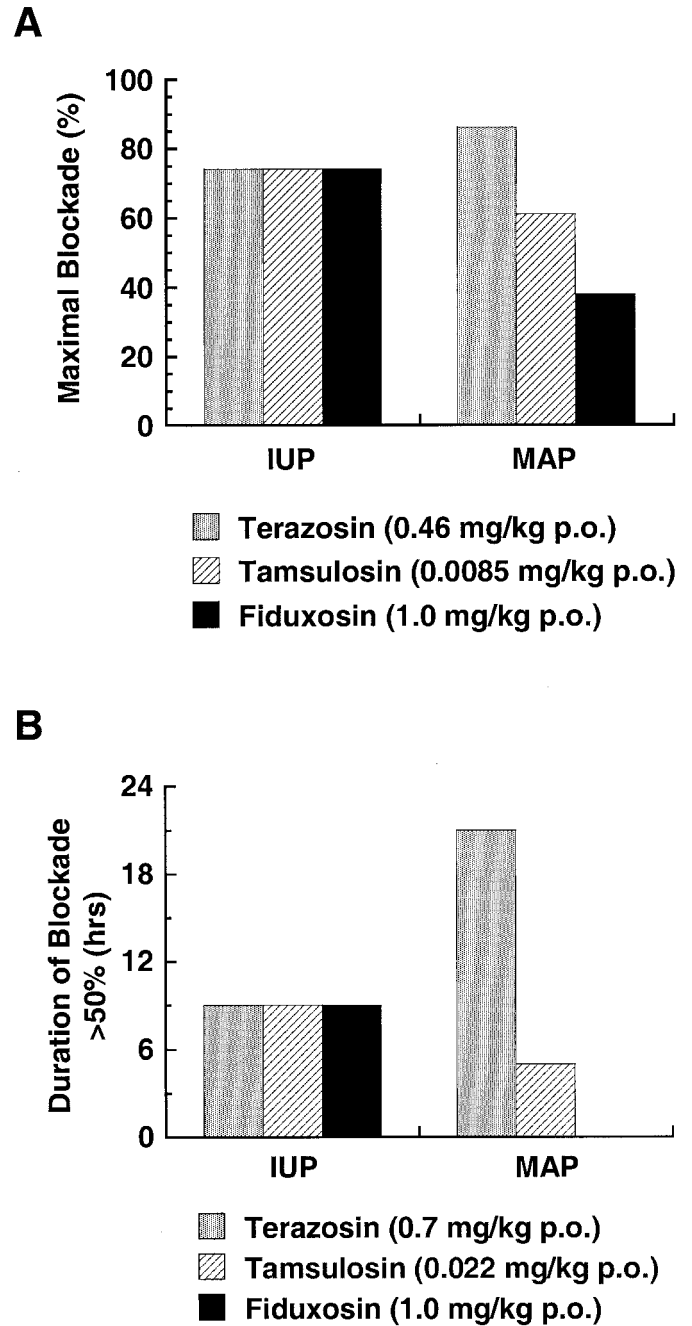 A
Maximal Blockade (%)
100
80
60
40
20
0
IUP
MAP
Terazosin (0.46 mg/kg p.o.)
Tamsulosin (0.0085 mg/kg p.o.)
Fiduxosin (1.0 mg/kg p.o.)
B
Duration of Blockade
>50% (hrs)
24
18
12
6
0
IUP
MAP
Terazosin (0.7 mg/kg p.o.)
Tamsulosin (0.022 mg/kg p.o.)
Fiduxosin (1.0 mg/kg p.o.)